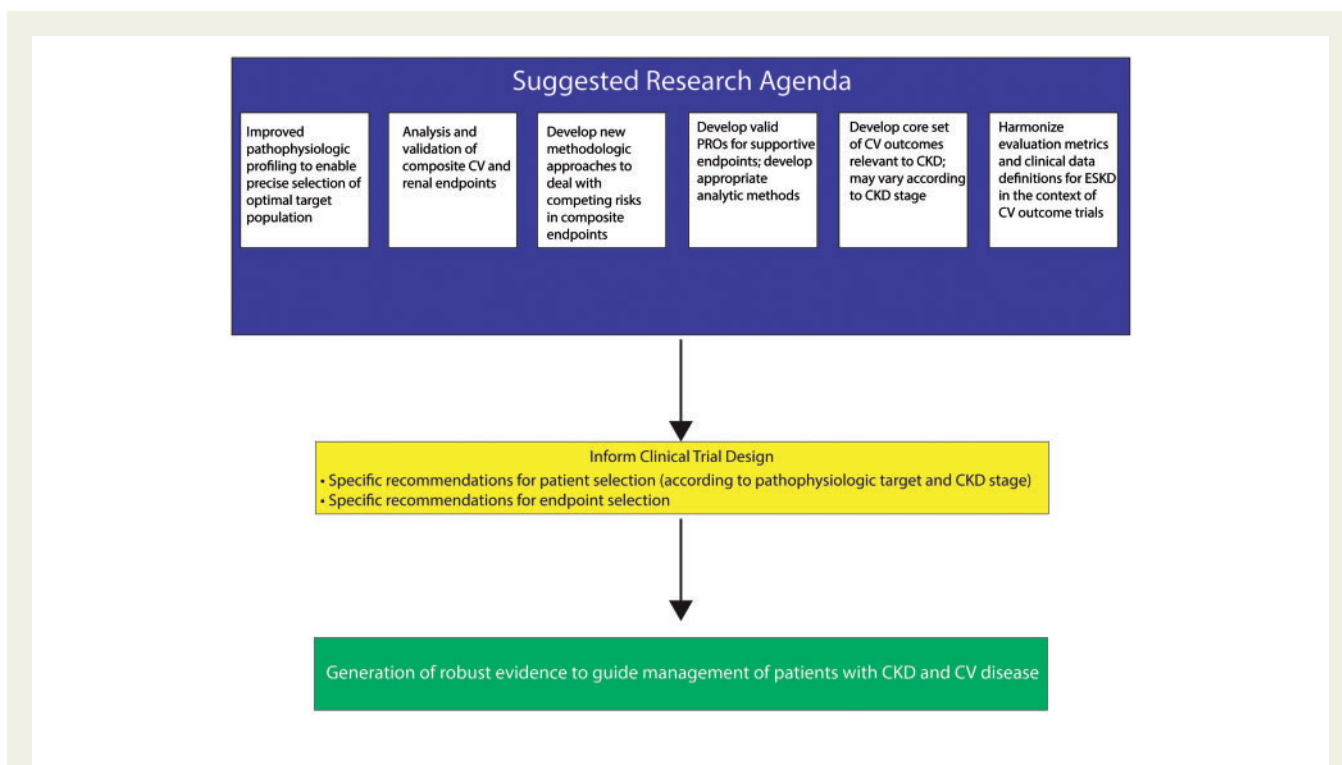 Suggested Research Agenda
Improved
pathophysiologic
profiling to enable
precise selection of
optimal target
population
Analysis and
validation of
composite CV and
renal endpoints
Develop new
methodologic
approaches to
deal with
competing risks
in composite
endpoints
Develop valid
PROs for supportive
endpoints; develop
appropriate
analytic methods
Develop core set
of CV outcomes
relevant to CKD;
may vary according
to CKD stage
Harmonize
evaluation metrics
and clinical data
definitions for ESKD
in the context of
CV outcome trials
Inform Clinical Trial Design
• Specific recommendations for patient selection (according to pathophysiologic target and CKD stage)
• Specific recommendations for endpoint selection
Generation of robust evidence to guide management of patients with CKD and CV disease